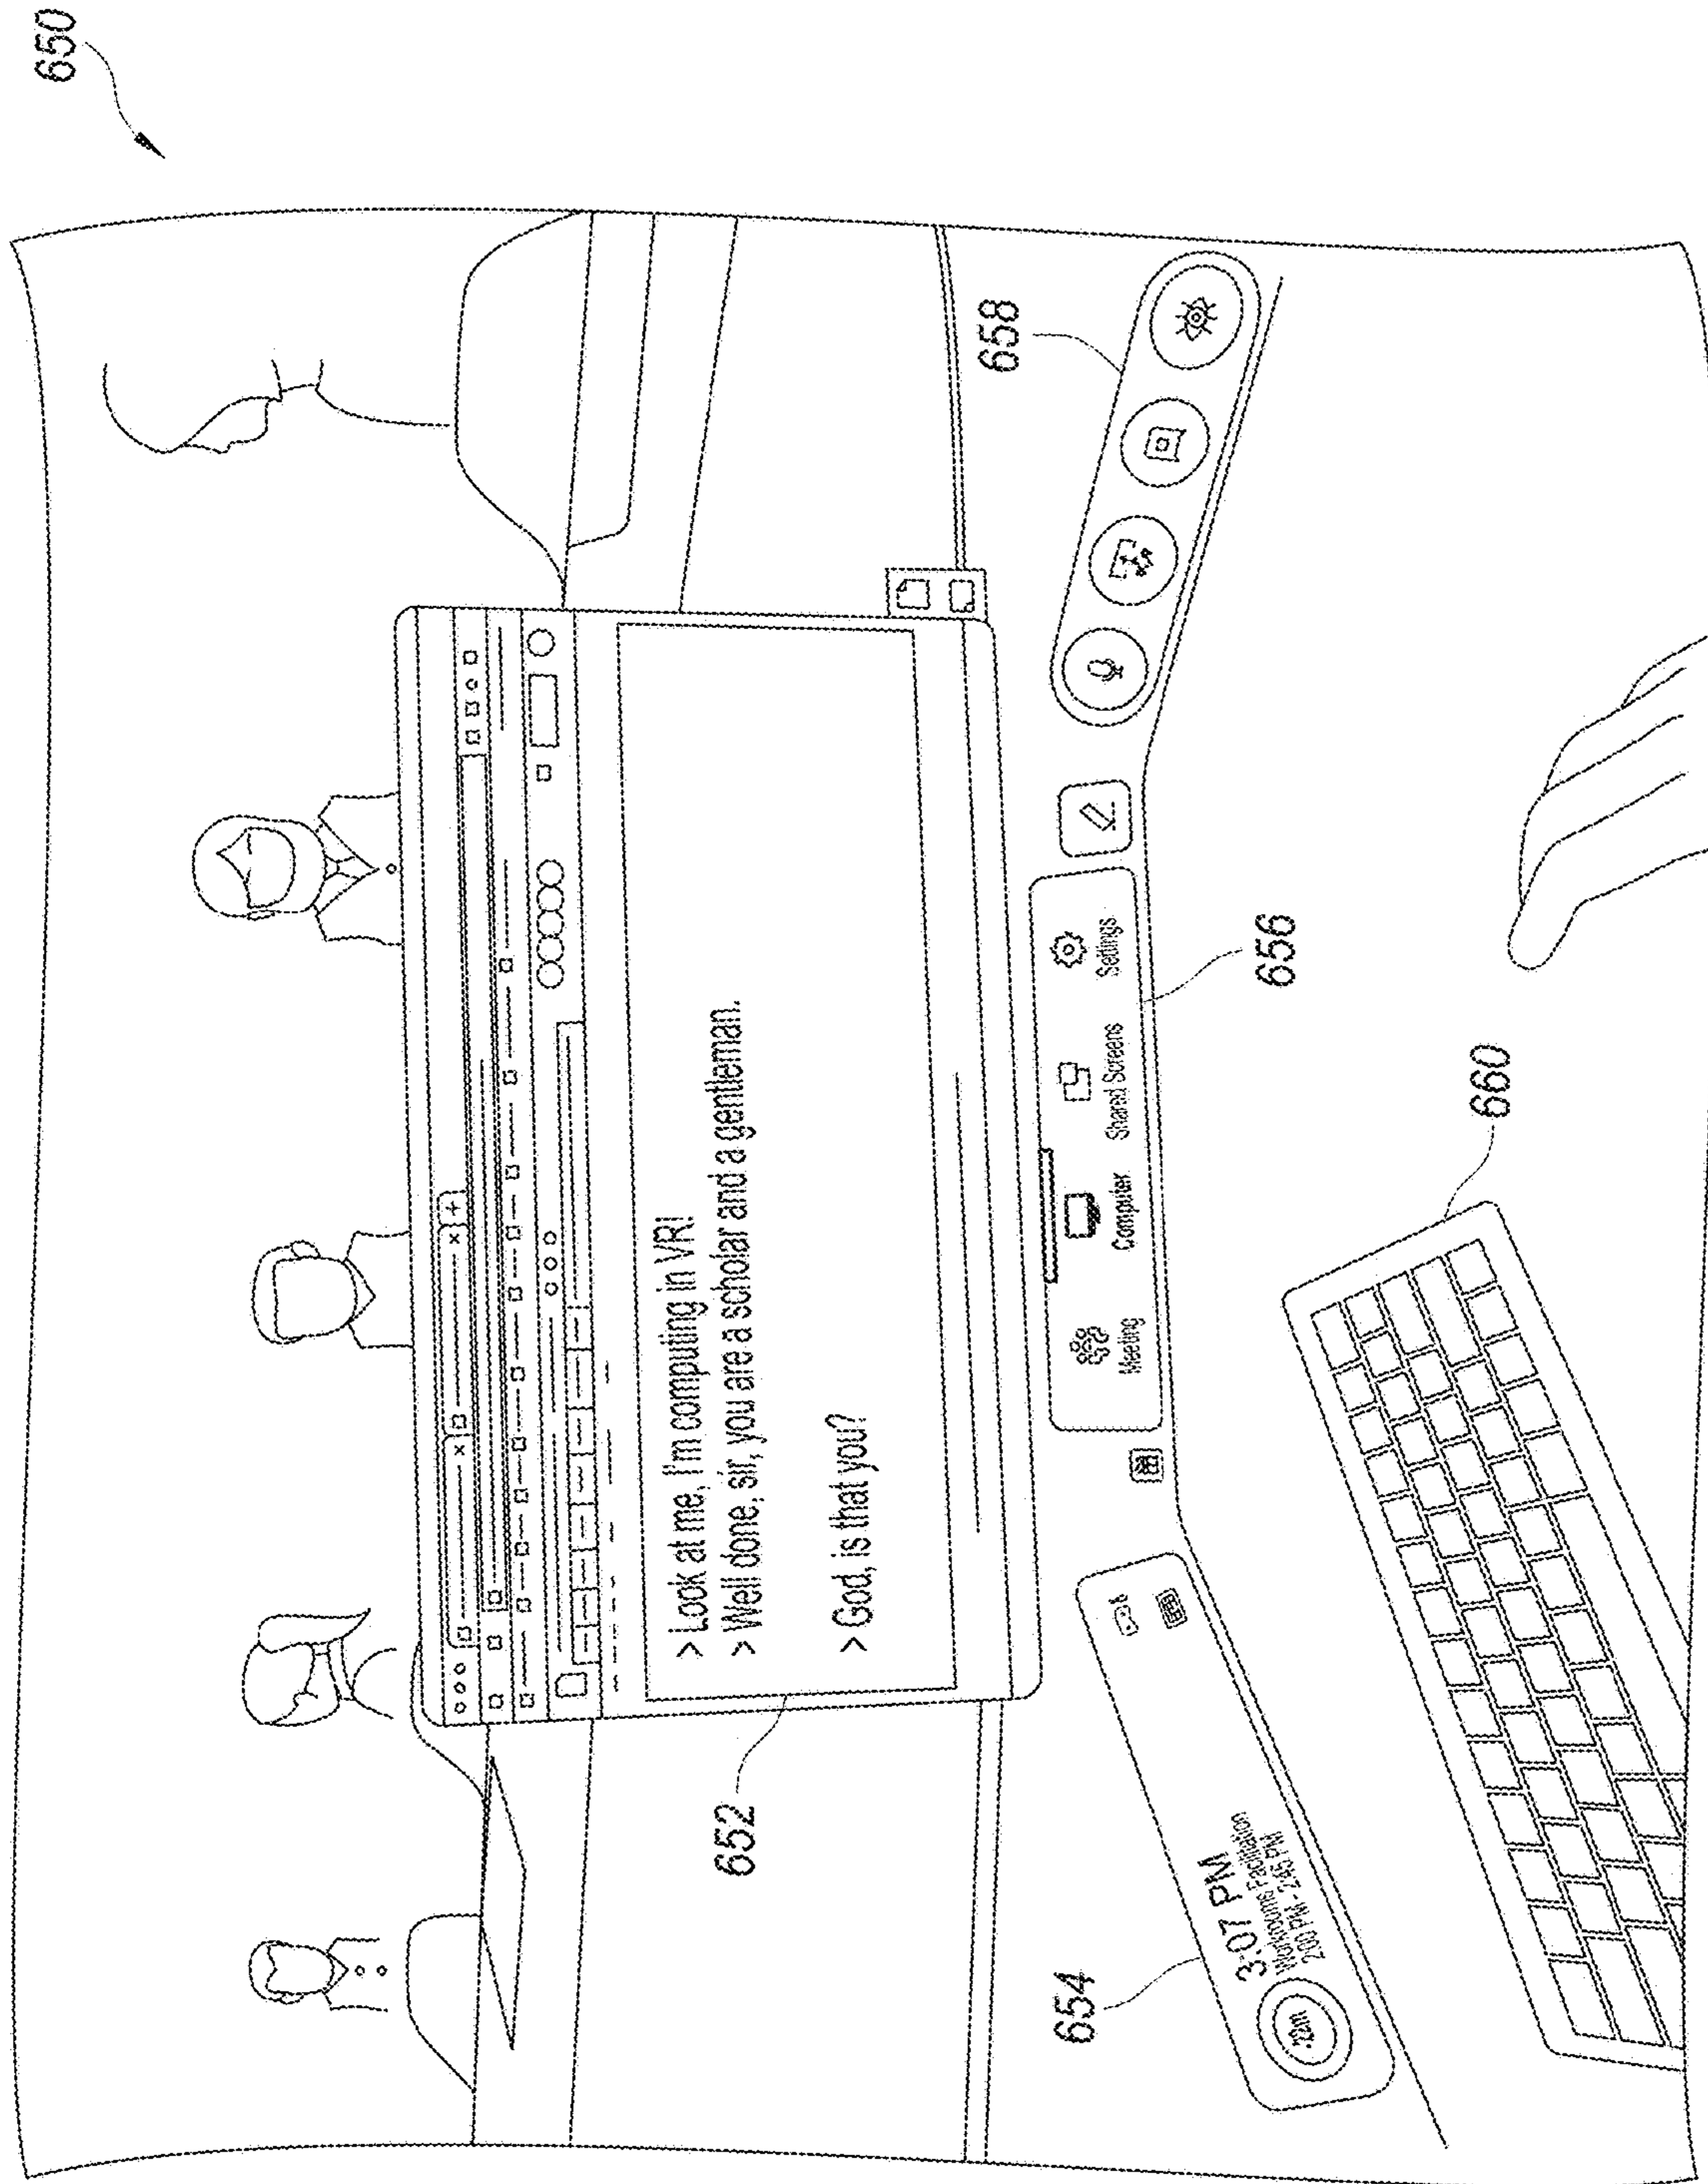 650
> Look at me, I'm computing in VR!
> Well done, sir, you are a scholar and a gentleman.
> God, is that you?
652
654
3:07 PM
Workrooms Facilitation
2:00 PM - 2:45 PM
-22m
Meeting
Computer
Shared Screens
Settings
656
658
660